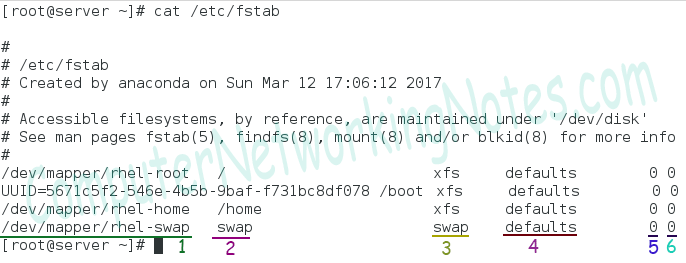 [root@server ~]# cat /etc/fstab
#
# /etc/fstab
# Created by anaconda on Sun Mar 12 17:06:12 2017
#
# Accessible filesystems, by reference, are maintained under '/dev/disk'
# See man pages fstab(5), findfs(8), mount(8) and/or blkid(8) for more info
#
/dev/mapper/rhel-root / xfs defaults 0 0
UUID=5671c5f2-546e-4b5b-9baf-f731bc8df078 /boot xfs defaults 0 0
/dev/mapper/rhel-home /home xfs defaults 0 0
/dev/mapper/rhel-swap swap swap defaults 0 0
[root@server ~]# 1 2 3 4 5 6
ComputerNetworkingNotes.com